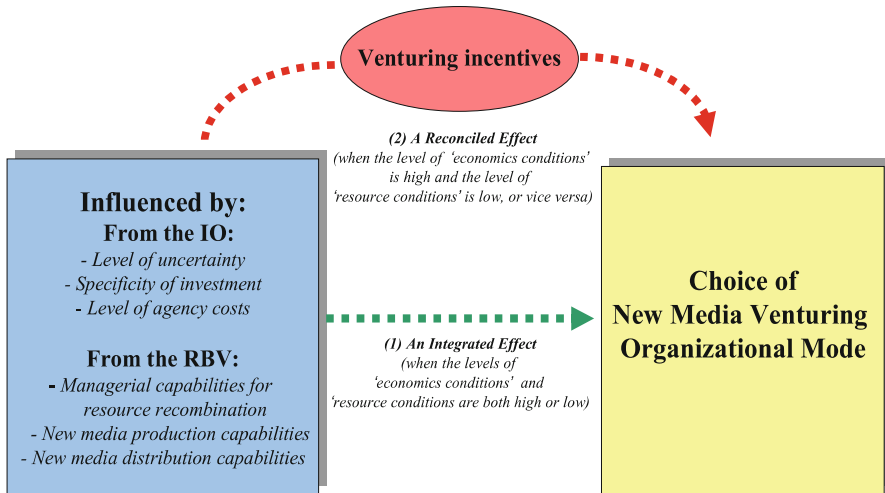 Venturing incentives
(2) A Reconciled Effect
(when the level of ‘economics conditions’
is high and the level of
‘resource conditions’ is low, or vice versa)
Influenced by:
From the IO:
- Level of uncertainty
- Specificity of investment
- Level of agency costs
From the RBV:
- Managerial capabilities for
resource recombination
- New media production capabilities
- New media distribution capabilities
(1) An Integrated Effect
(when the levels of
‘economics conditions’ and
‘resource conditions are both high or low)
Choice of
New Media Venturing
Organizational Mode